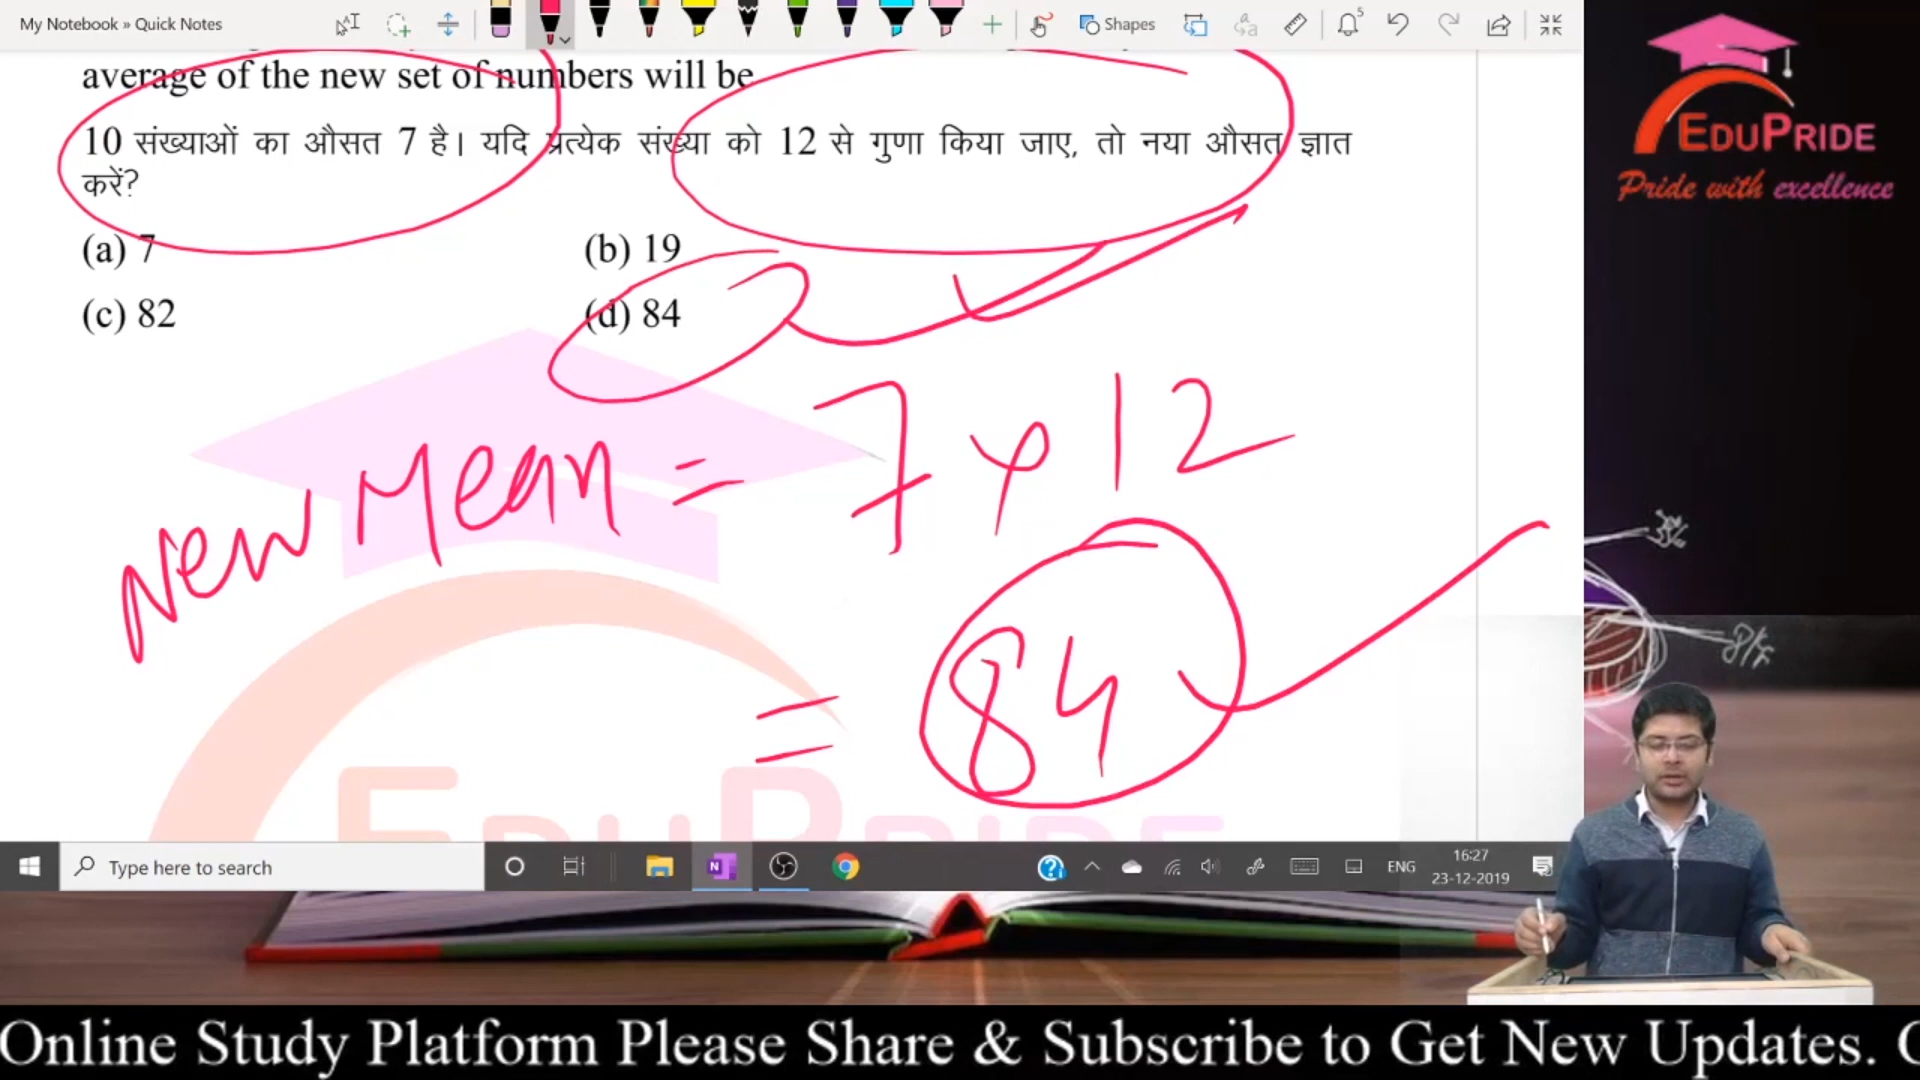 My Notebook » Quick Notes
Shapes
5
average of the new set of numbers will be
10 संख्याओं का औसत 7 है। यदि प्रत्येक संख्या को 12 से गुणा किया जाए, तो नया औसत ज्ञात
करें?
(a) 7 (b) 19
(c) 82 (d) 84
New Mean = 7 x 12
= 84
EDUPRIDE
EDUPRIDE
Pride with excellence
Type here to search
ENG
16:27
23-12-2019
Online Study Platform Please Share & Subscribe to Get New Updates.